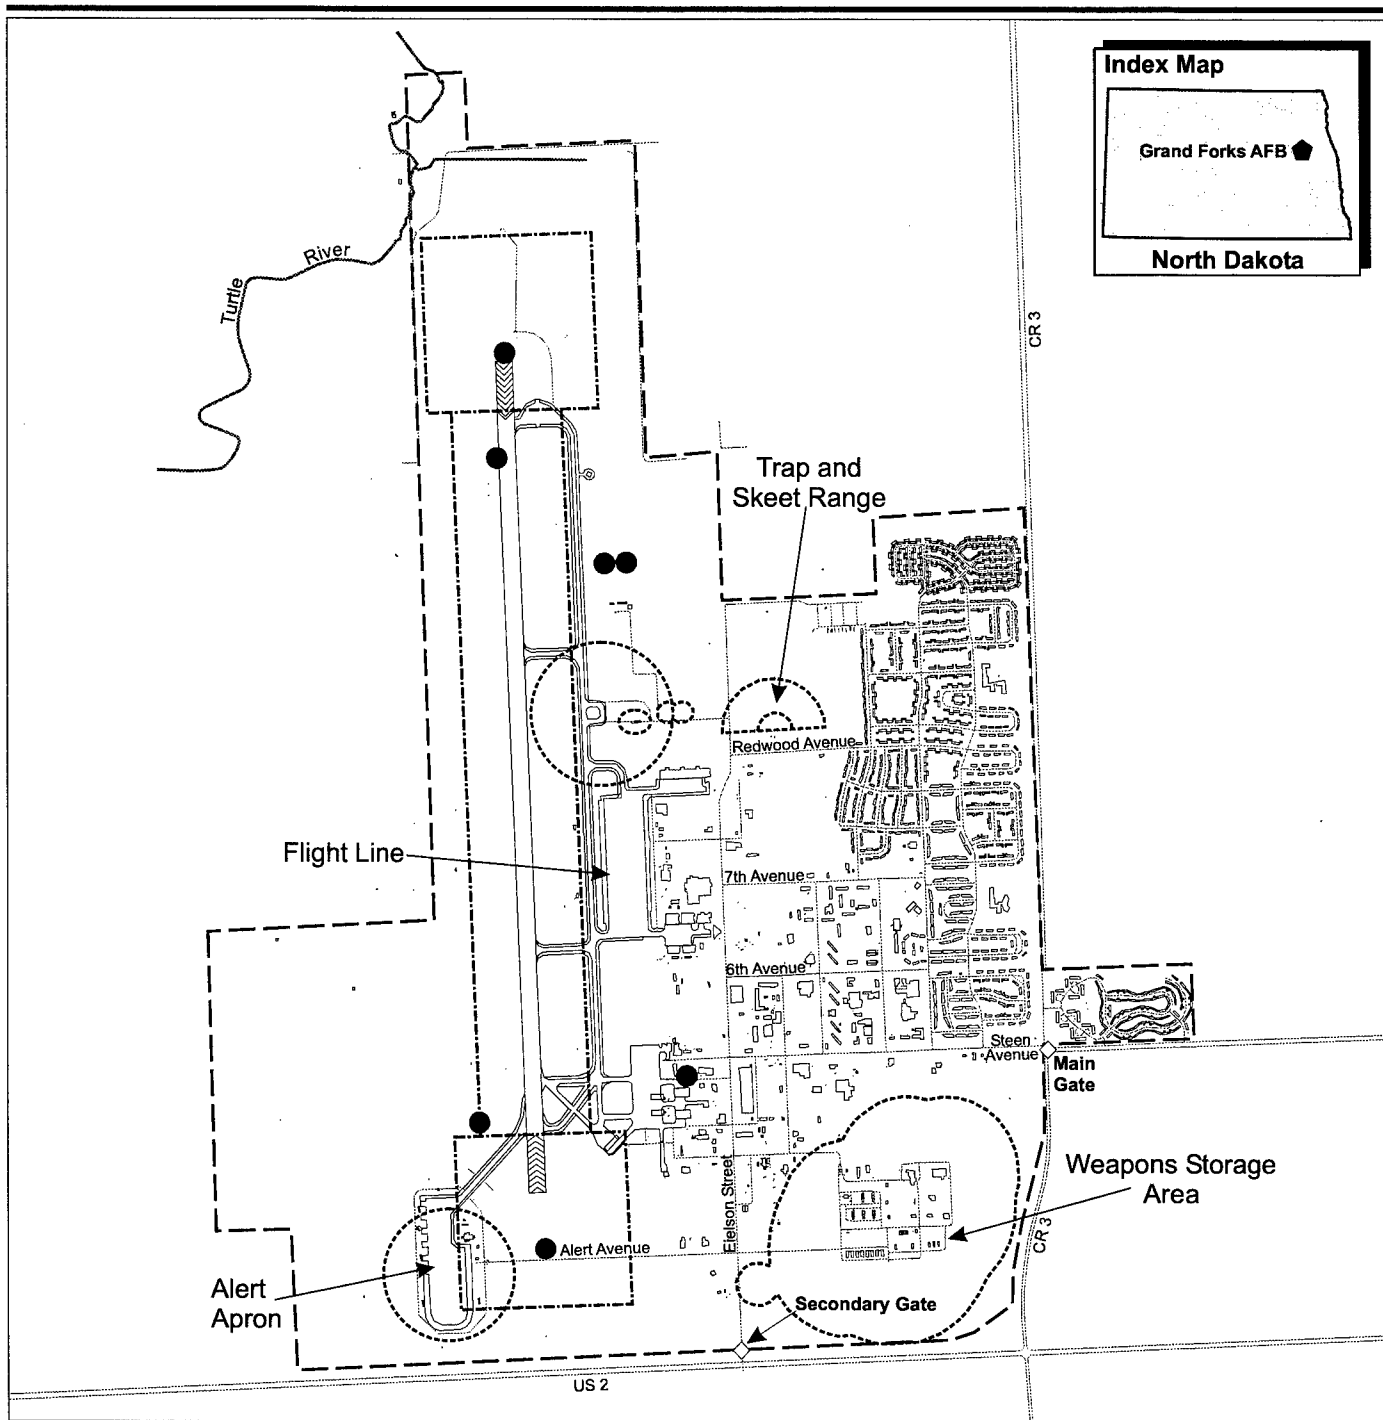 Index Map
Grand Forks AFB
North Dakota
River
Turtle
CR 3
Trap and
Skeet Range
Redwood Avenue
Flight Line
7th Avenue
6th Avenue
Steen
Avenue
Main
Gate
Weapons Storage
Area
Eielson Street
CR 3
Alert Avenue
Alert
Apron
Secondary Gate
US 2